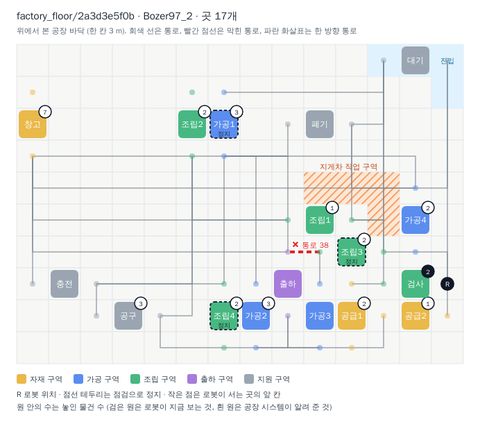 factory_floor/2a3d3e5f0b · Bozer97_2 · 곳 17개
위에서 본 공장 바닥 (한 칸 3 m). 회색 선은 통로, 빨간 점선은 막힌 통로, 파란 화살표는 한 방향 통로
대기 진입
7 2 3
창고 조립2 가공1 폐기
정지
지게차 작업 구역
1 2
조립1 가공4
✕ 통로 38
2
조립3
정지
2
충전 출하 검사 R
3 2 3 2 1
공구 조립4 가공2 가공3 공급1 공급2
정지
자재 구역 가공 구역 조립 구역 출하 구역 지원 구역
R 로봇 위치 · 점선 테두리는 점검으로 정지 · 작은 점은 로봇이 서는 곳의 앞 칸
원 안의 수는 놓인 물건 수 (검은 원은 로봇이 지금 보는 것, 흰 원은 공장 시스템이 알려 준 것)